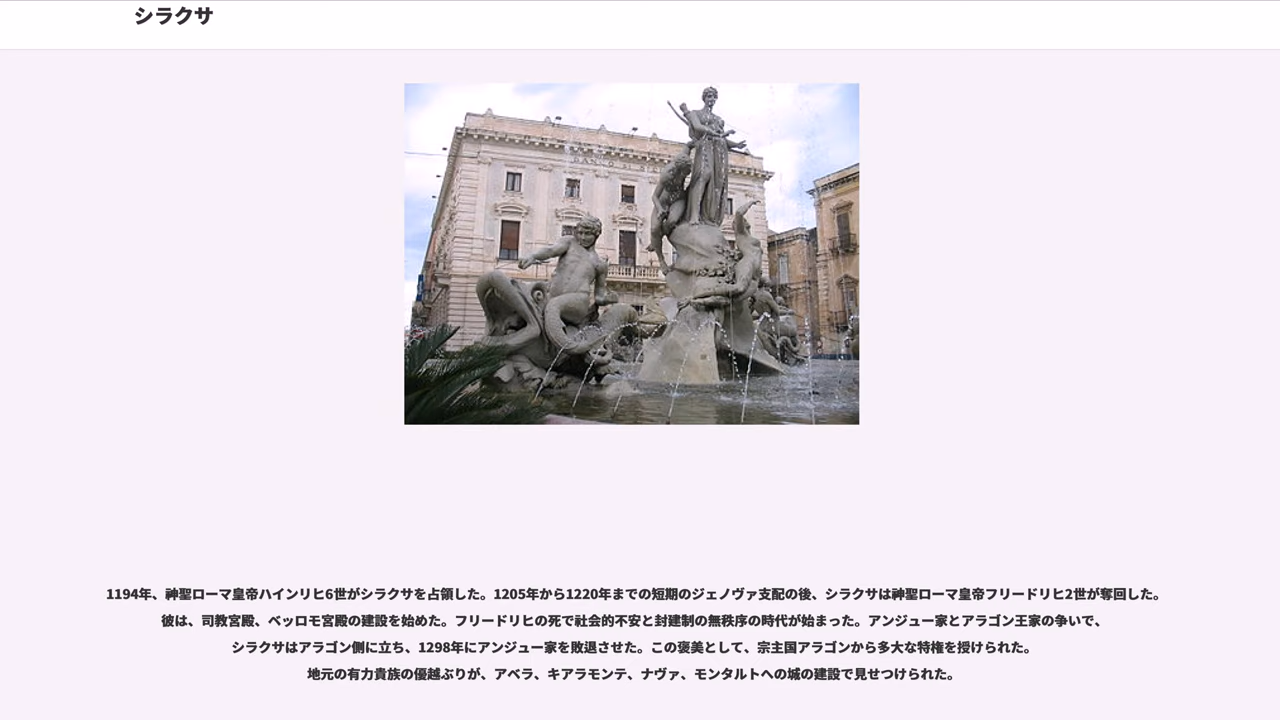 シラクサ
1194年、神聖ローマ皇帝ハインリヒ6世がシラクサを占領した。1205年から1220年までの短期のジェノヴァ支配の後、シラクサは神聖ローマ皇帝フリードリヒ2世が奪回した。
彼は、司教宮殿、ベッロモ宮殿の建設を始めた。フリードリヒの死で社会的不安と封建制の無秩序の時代が始まった。アンジュー家とアラゴン王家の争いで、
シラクサはアラゴン側に立ち、1298年にアンジュー家を敗退させた。この褒美として、宗主国アラゴンから多大な特権を授けられた。
地元の有力貴族の優越ぶりが、アベラ、キアラモンテ、ナヴァ、モンタルトへの城の建設で見せつけられた。